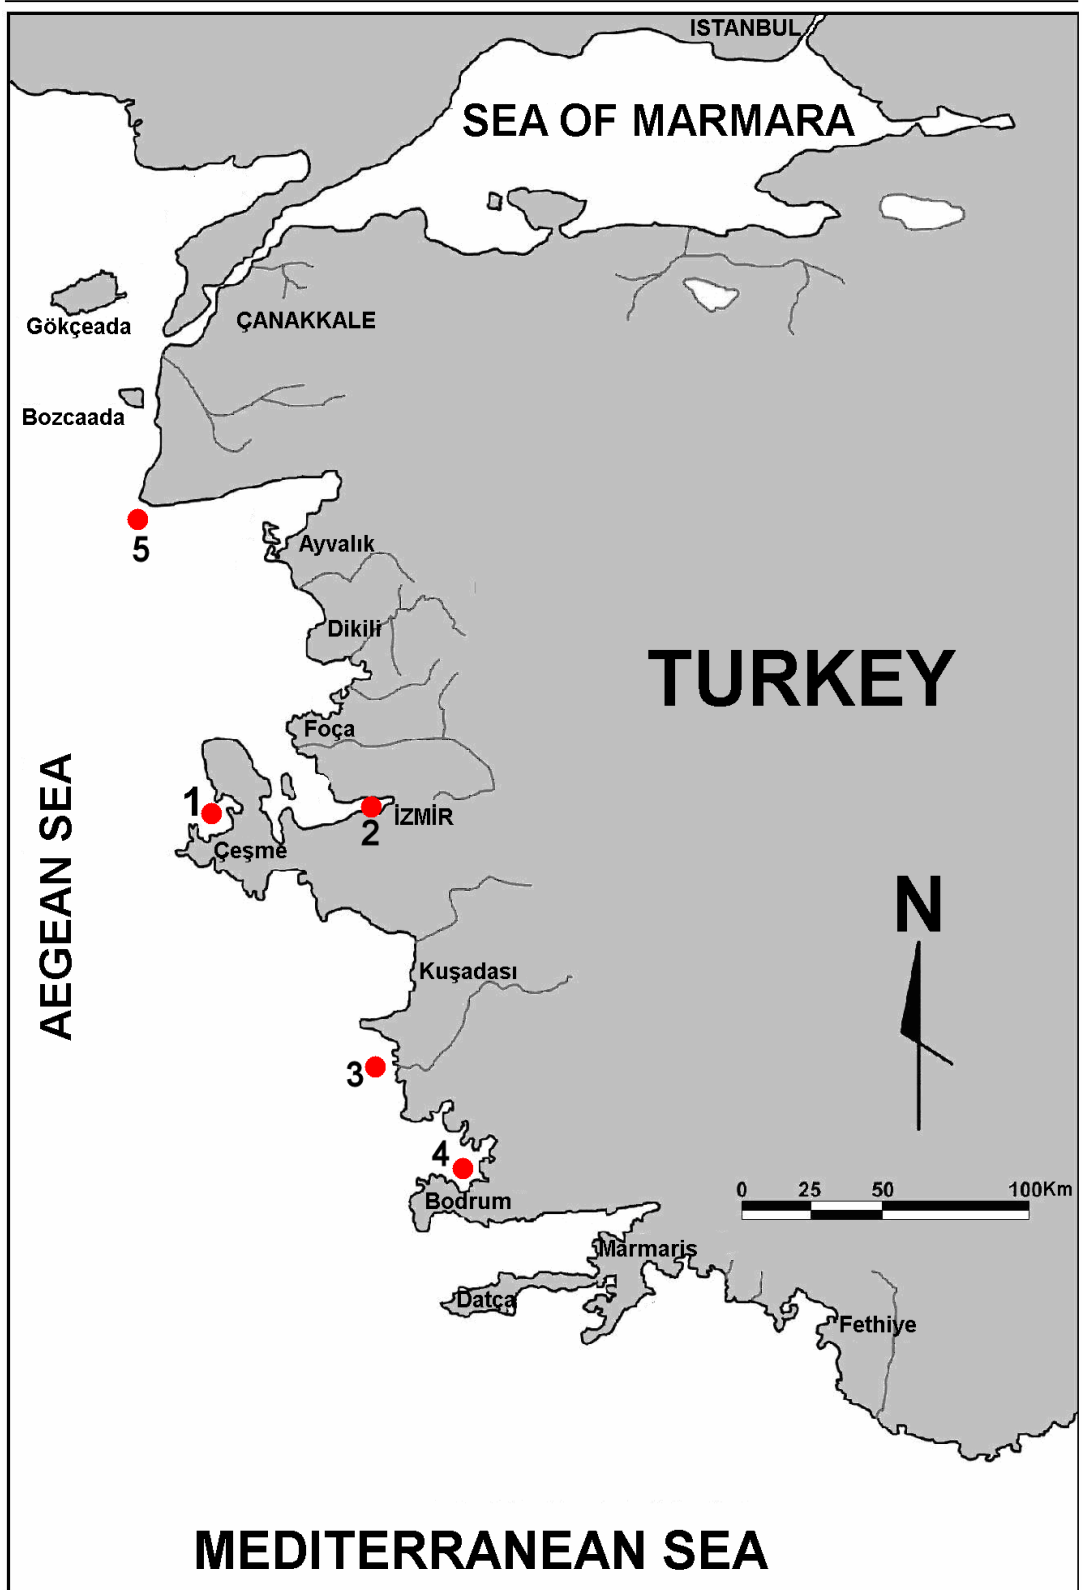 ISTANBUL
SEA OF MARMARA
Gökçeada
ÇANAKKALE
Bozcaada
5
Ayvalık
Dikili
TURKEY
Foça
AEGEAN SEA
1
2
İZMİR
Çeşme
N
Kuşadası
3
4
Bodrum
0 25 50 100Km
Marmaris
Datça
Fethiye
MEDITERRANEAN SEA